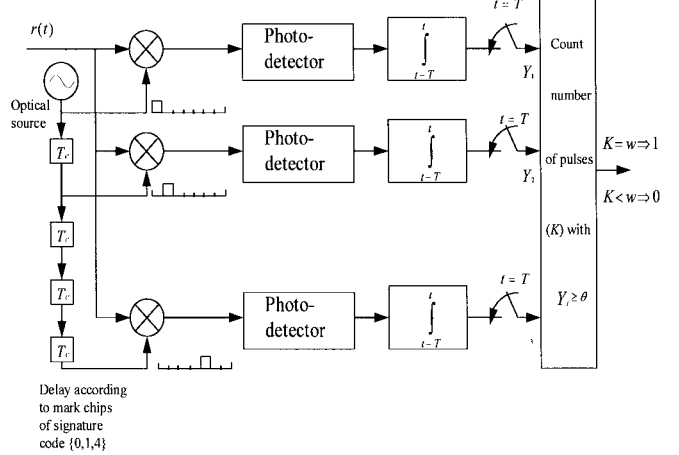 t = T
r(t)
Photo-
detector
t
∫
t−T
Y₁
Count
number
of pulses
(K) with
Yᵢ ≥ θ
Optical
source
T꜀
t = T
Photo-
detector
t
∫
t−T
Y₂
K = w ⇒ 1
K < w ⇒ 0
T꜀
T꜀
t = T
Photo-
detector
t
∫
t−T
T꜀
Delay according
to mark chips
of signature
code {0,1,4}